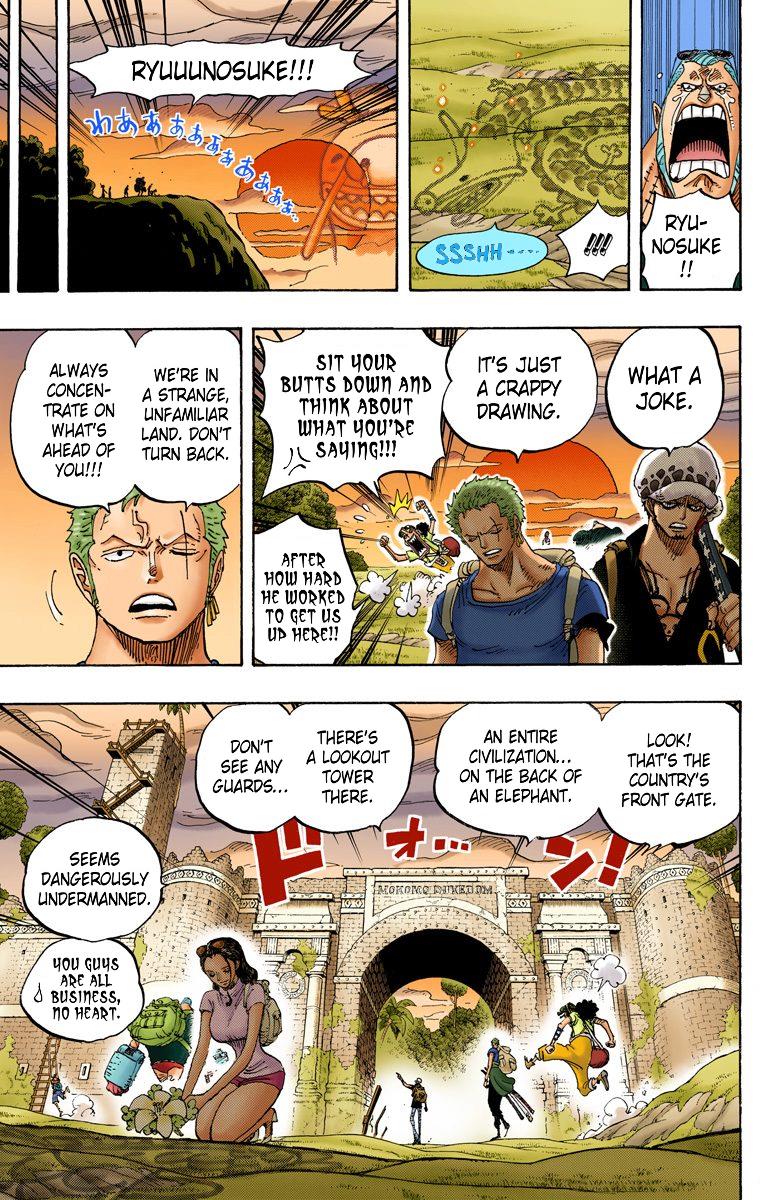 RYU-
NOSUKE
!!
!!!
SSSHH
RYUUUNOSUKE!!!
わあぁあぁあぁあぁあぁ..
WHAT A
JOKE.
IT'S JUST
A CRAPPY
DRAWING.
SIT YOUR
BUTTS DOWN AND
THINK ABOUT
WHAT YOU'RE
SAYING!!!
AFTER
HOW HARD
HE WORKED
TO GET US
UP HERE!!
WE'RE IN
A STRANGE,
UNFAMILIAR
LAND. DON'T
TURN BACK.
ALWAYS
CONCEN-
TRATE ON
WHAT'S
AHEAD OF
YOU!!!
LOOK!
THAT'S THE
COUNTRY'S
FRONT GATE.
AN ENTIRE
CIVILIZATION...
ON THE BACK OF
AN ELEPHANT.
THERE'S
A LOOKOUT
TOWER
THERE.
DON'T
SEE ANY
GUARDS...
SEEMS
DANGEROUSLY
UNDERMANNED.
YOU GUYS
ARE ALL
BUSINESS,
NO HEART.
ドォ…ン!
MOKOMO DUKEDOM